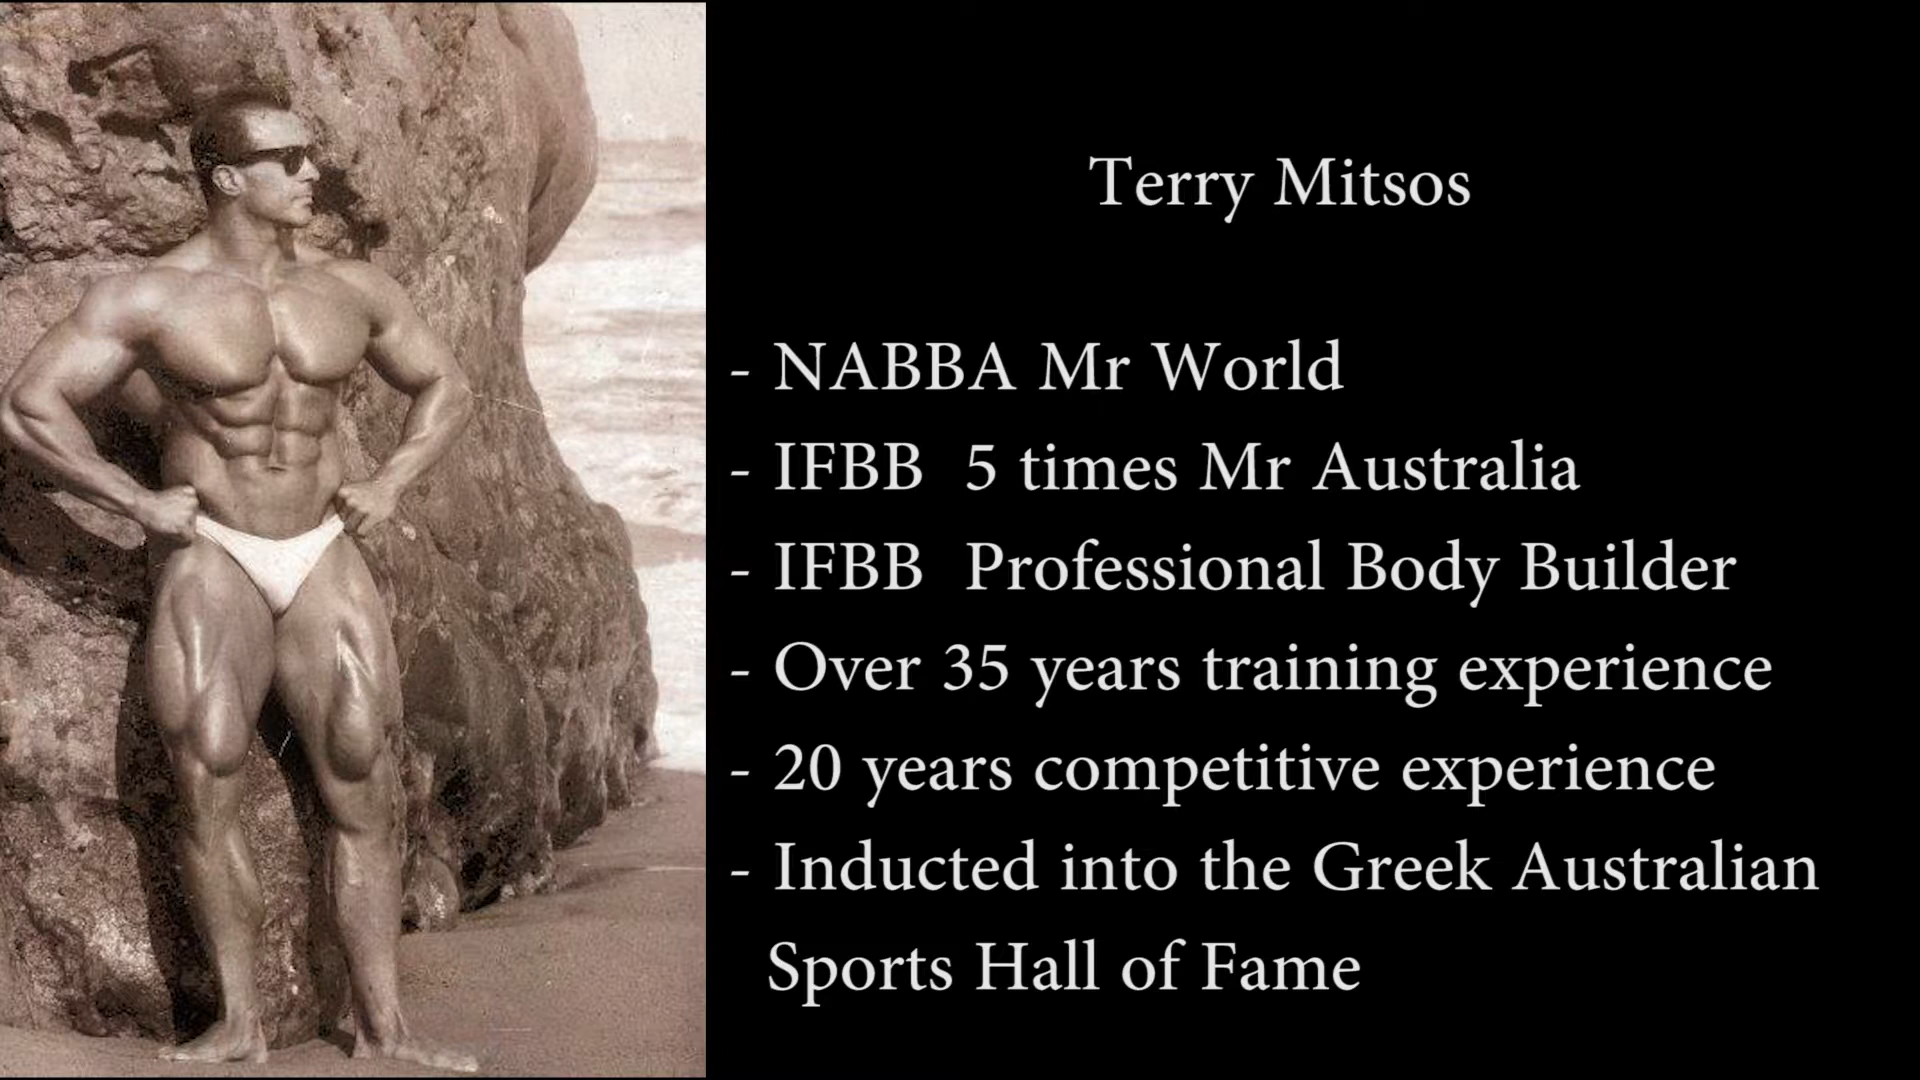 Terry Mitsos
- NABBA Mr World
- IFBB  5 times Mr Australia
- IFBB  Professional Body Builder
- Over 35 years training experience
- 20 years competitive experience
- Inducted into the Greek Australian
Sports Hall of Fame